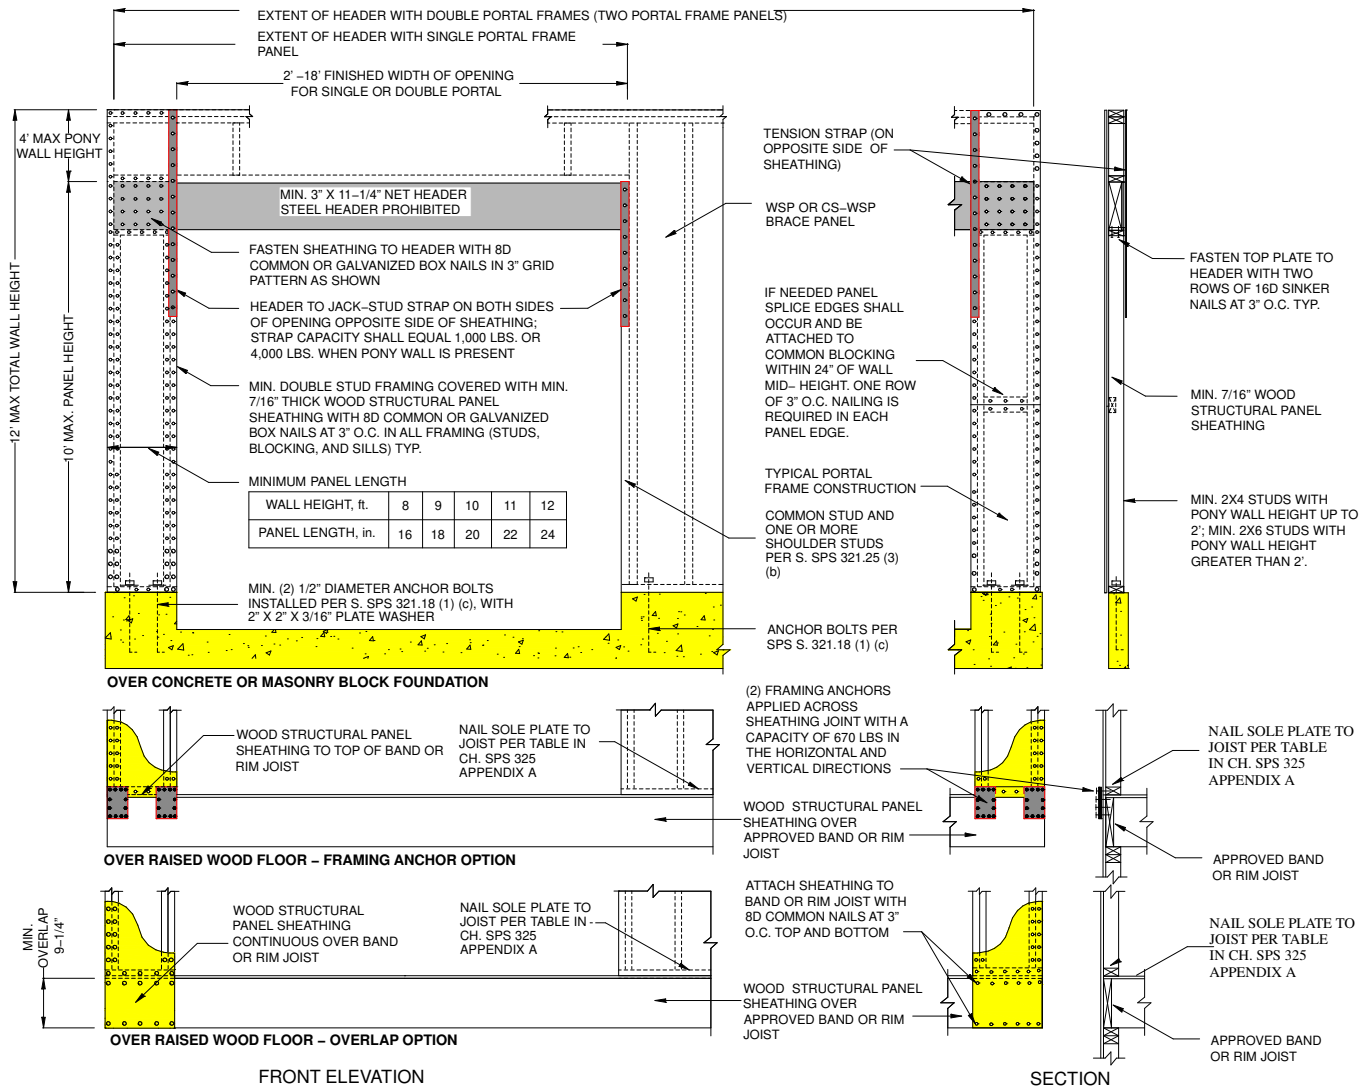 EXTENT OF HEADER WITH DOUBLE PORTAL FRAMES (TWO PORTAL FRAME PANELS)
EXTENT OF HEADER WITH SINGLE PORTAL FRAME
PANEL
2' –18' FINISHED WIDTH OF OPENING
FOR SINGLE OR DOUBLE PORTAL
4' MAX PONY
WALL HEIGHT
12' MAX TOTAL WALL HEIGHT
10' MAX. PANEL HEIGHT
MIN. 3" X 11–1/4" NET HEADER
STEEL HEADER PROHIBITED
FASTEN SHEATHING TO HEADER WITH 8D
COMMON OR GALVANIZED BOX NAILS IN 3" GRID
PATTERN AS SHOWN
HEADER TO JACK–STUD STRAP ON BOTH SIDES
OF OPENING OPPOSITE SIDE OF SHEATHING;
STRAP CAPACITY SHALL EQUAL 1,000 LBS. OR
4,000 LBS. WHEN PONY WALL IS PRESENT
MIN. DOUBLE STUD FRAMING COVERED WITH MIN.
7/16" THICK WOOD STRUCTURAL PANEL
SHEATHING WITH 8D COMMON OR GALVANIZED
BOX NAILS AT 3" O.C. IN ALL FRAMING (STUDS,
BLOCKING, AND SILLS) TYP.
MINIMUM PANEL LENGTH
WALL HEIGHT, ft. 8 9 10 11 12
PANEL LENGTH, in. 16 18 20 22 24
MIN. (2) 1/2" DIAMETER ANCHOR BOLTS
INSTALLED PER S. SPS 321.18 (1) (c), WITH
2" X 2" X 3/16" PLATE WASHER
TENSION STRAP (ON
OPPOSITE SIDE OF
SHEATHING)
WSP OR CS–WSP
BRACE PANEL
IF NEEDED PANEL
SPLICE EDGES SHALL
OCCUR AND BE
ATTACHED TO
COMMON BLOCKING
WITHIN 24" OF WALL
MID– HEIGHT. ONE ROW
OF 3" O.C. NAILING IS
REQUIRED IN EACH
PANEL EDGE.
TYPICAL PORTAL
FRAME CONSTRUCTION
COMMON STUD AND
ONE OR MORE
SHOULDER STUDS
PER S. SPS 321.25 (3)
(b)
ANCHOR BOLTS PER
SPS S. 321.18 (1) (c)
FASTEN TOP PLATE TO
HEADER WITH TWO
ROWS OF 16D SINKER
NAILS AT 3" O.C. TYP.
MIN. 7/16" WOOD
STRUCTURAL PANEL
SHEATHING
MIN. 2X4 STUDS WITH
PONY WALL HEIGHT UP TO
2'; MIN. 2X6 STUDS WITH
PONY WALL HEIGHT
GREATER THAN 2'.
OVER CONCRETE OR MASONRY BLOCK FOUNDATION
WOOD STRUCTURAL PANEL
SHEATHING TO TOP OF BAND OR
RIM JOIST
NAIL SOLE PLATE TO
JOIST PER TABLE IN
CH. SPS 325
APPENDIX A
(2) FRAMING ANCHORS
APPLIED ACROSS
SHEATHING JOINT WITH A
CAPACITY OF 670 LBS IN
THE HORIZONTAL AND
VERTICAL DIRECTIONS
WOOD STRUCTURAL PANEL
SHEATHING OVER
APPROVED BAND OR RIM
JOIST
NAIL SOLE PLATE TO
JOIST PER TABLE
IN CH. SPS 325
APPENDIX A
APPROVED BAND
OR RIM JOIST
OVER RAISED WOOD FLOOR – FRAMING ANCHOR OPTION
MIN.
OVERLAP
9–1/4"
WOOD STRUCTURAL
PANEL SHEATHING
CONTINUOUS OVER BAND
OR RIM JOIST
NAIL SOLE PLATE TO
JOIST PER TABLE IN
CH. SPS 325
APPENDIX A
ATTACH SHEATHING TO
BAND OR RIM JOIST WITH
8D COMMON NAILS AT 3"
O.C. TOP AND BOTTOM
WOOD STRUCTURAL PANEL
SHEATHING OVER
APPROVED BAND OR RIM
JOIST
NAIL SOLE PLATE TO
JOIST PER TABLE
IN CH. SPS 325
APPENDIX A
APPROVED BAND
OR RIM JOIST
OVER RAISED WOOD FLOOR – OVERLAP OPTION
FRONT ELEVATION
SECTION